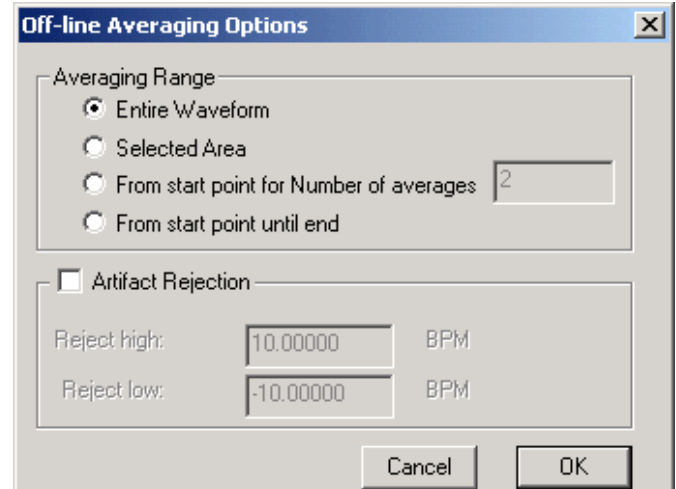 Off-line Averaging Options
Averaging Range
Entire Waveform
Selected Area
From start point for Number of averages 2
From start point until end
Artifact Rejection
Reject high: 10.00000 BPM
Reject low: -10.00000 BPM
Cancel OK